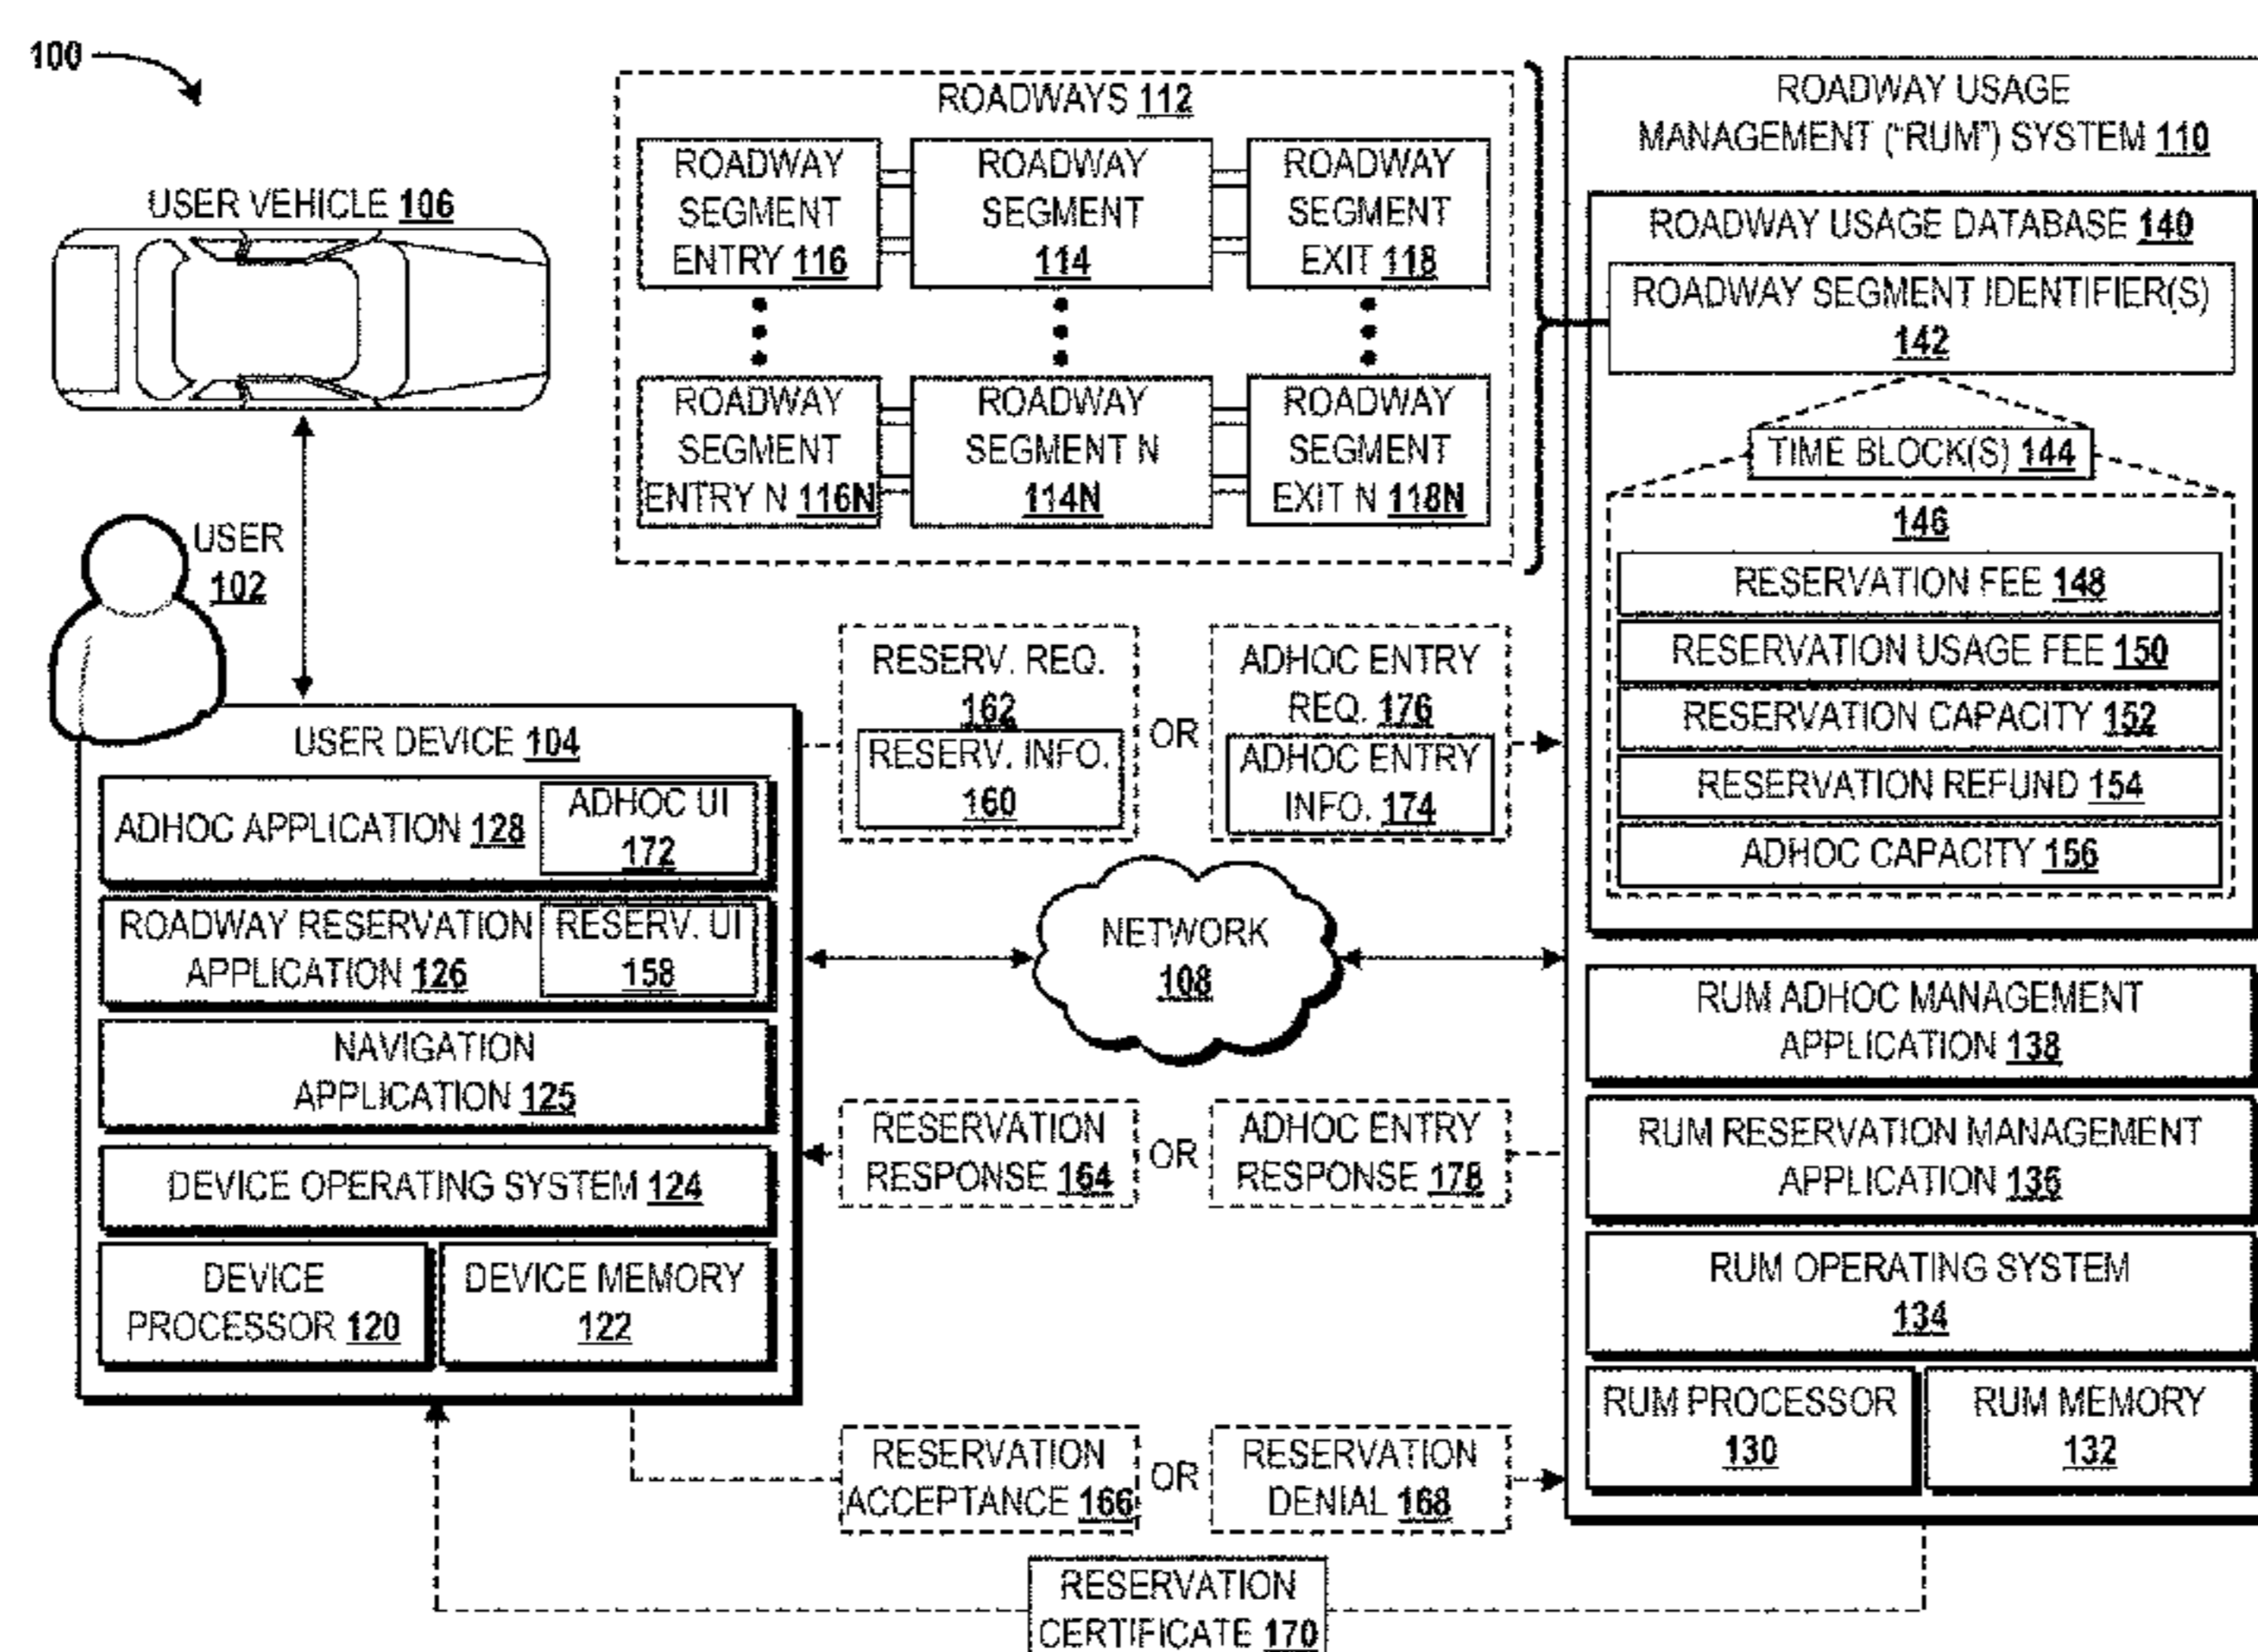 100
USER VEHICLE 106
USER
102
ROADWAYS 112
ROADWAY
SEGMENT
ENTRY 116
ROADWAY
SEGMENT
114
ROADWAY
SEGMENT
EXIT 118
ROADWAY
SEGMENT
ENTRY N 116N
ROADWAY
SEGMENT N
114N
ROADWAY
SEGMENT
EXIT N 118N
ROADWAY USAGE
MANAGEMENT ("RUM") SYSTEM 110
ROADWAY USAGE DATABASE 140
ROADWAY SEGMENT IDENTIFIER(S)
142
TIME BLOCK(S) 144
146
RESERVATION FEE 148
RESERVATION USAGE FEE 150
RESERVATION CAPACITY 152
RESERVATION REFUND 154
ADHOC CAPACITY 156
RUM ADHOC MANAGEMENT
APPLICATION 138
RUM RESERVATION MANAGEMENT
APPLICATION 136
RUM OPERATING SYSTEM
134
RUM PROCESSOR
130
RUM MEMORY
132
USER DEVICE 104
ADHOC APPLICATION 128
ADHOC UI
172
ROADWAY RESERVATION
APPLICATION 126
RESERV. UI
158
NAVIGATION
APPLICATION 125
DEVICE OPERATING SYSTEM 124
DEVICE
PROCESSOR 120
DEVICE MEMORY
122
RESERV. REQ.
162
RESERV. INFO.
160
OR
ADHOC ENTRY
REQ. 176
ADHOC ENTRY
INFO. 174
NETWORK
108
RESERVATION
RESPONSE 164
OR
ADHOC ENTRY
RESPONSE 178
RESERVATION
ACCEPTANCE 166
OR
RESERVATION
DENIAL 168
RESERVATION
CERTIFICATE 170